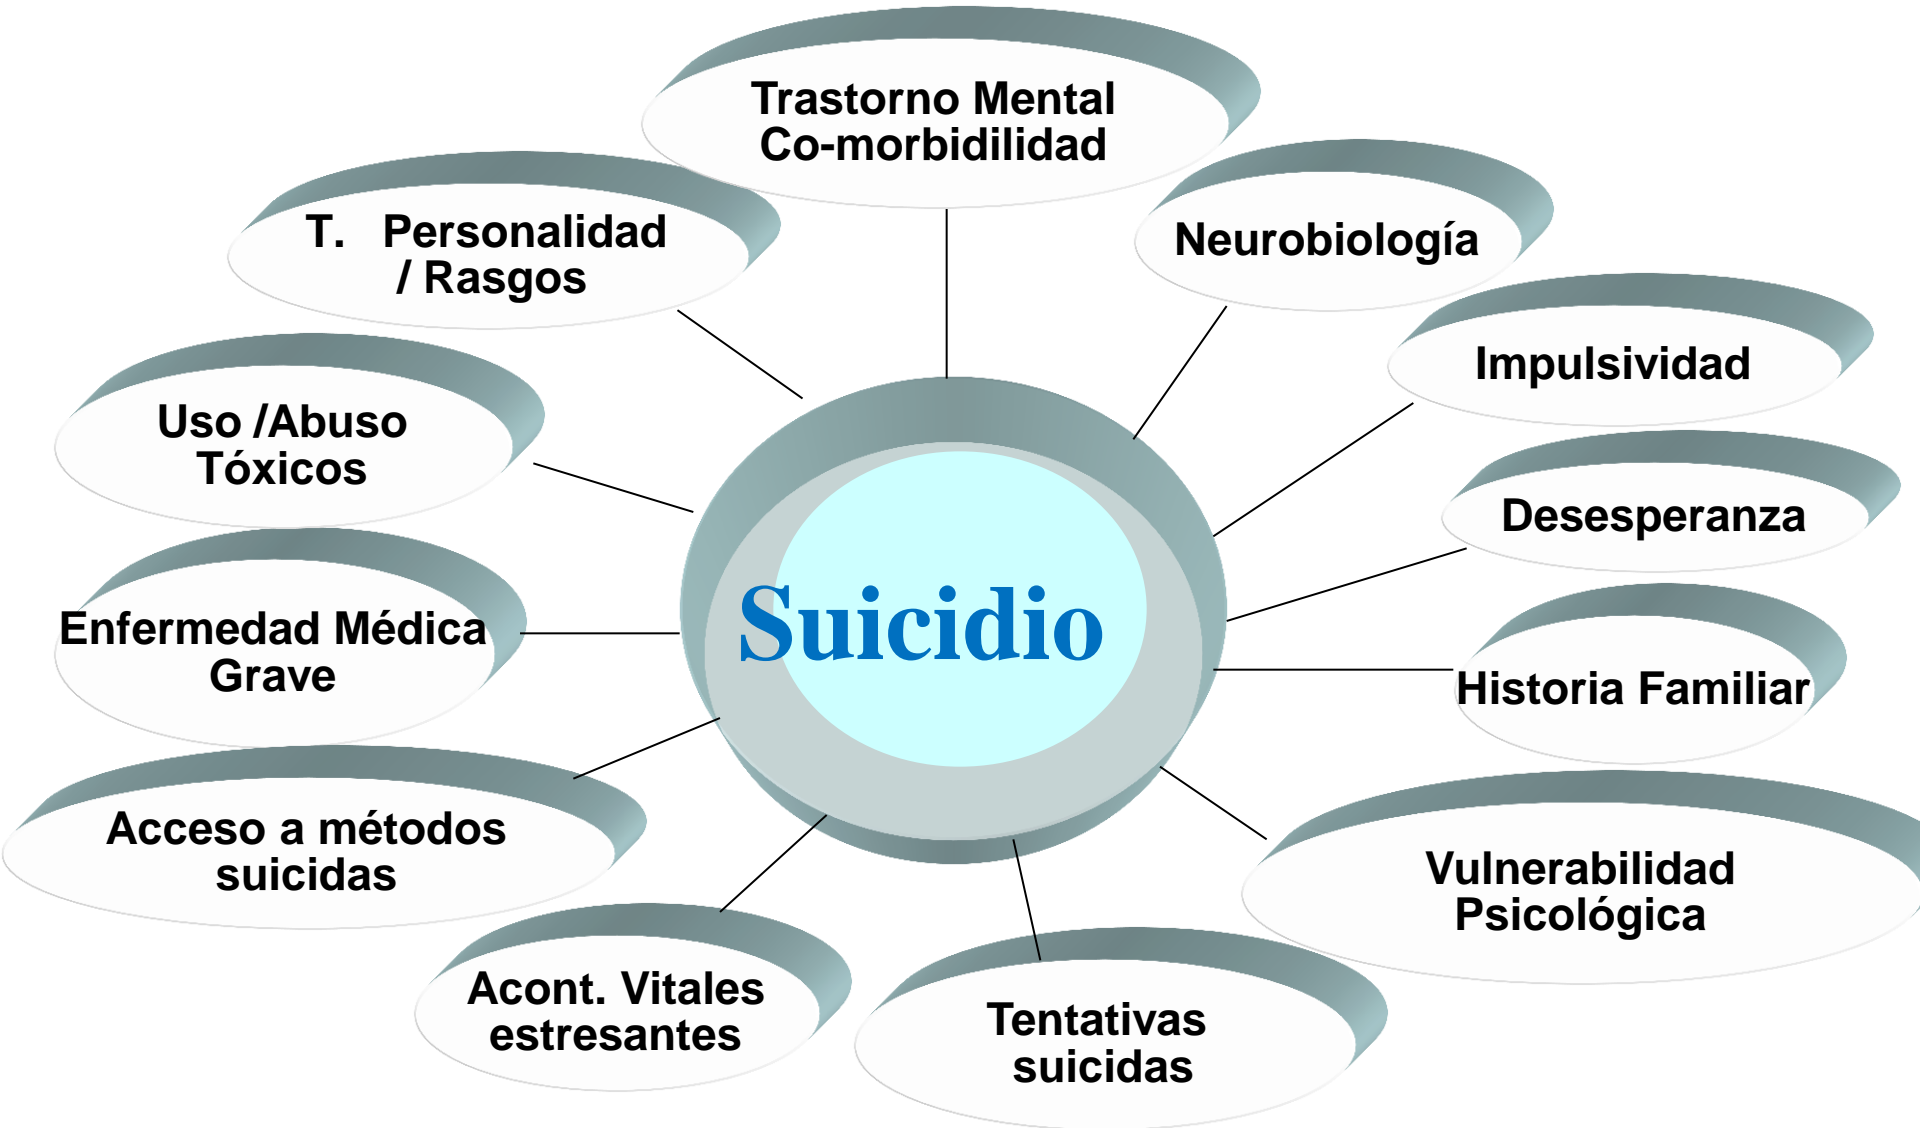 Trastorno Mental
Co-morbidilidad
Neurobiología
T. Personalidad
/ Rasgos
Impulsividad
Uso /Abuso
Tóxicos
Desesperanza
Suicidio
Enfermedad Médica
Grave
Historia Familiar
Acceso a métodos
suicidas
Vulnerabilidad
Psicológica
Acont. Vitales
estresantes
Tentativas
suicidas